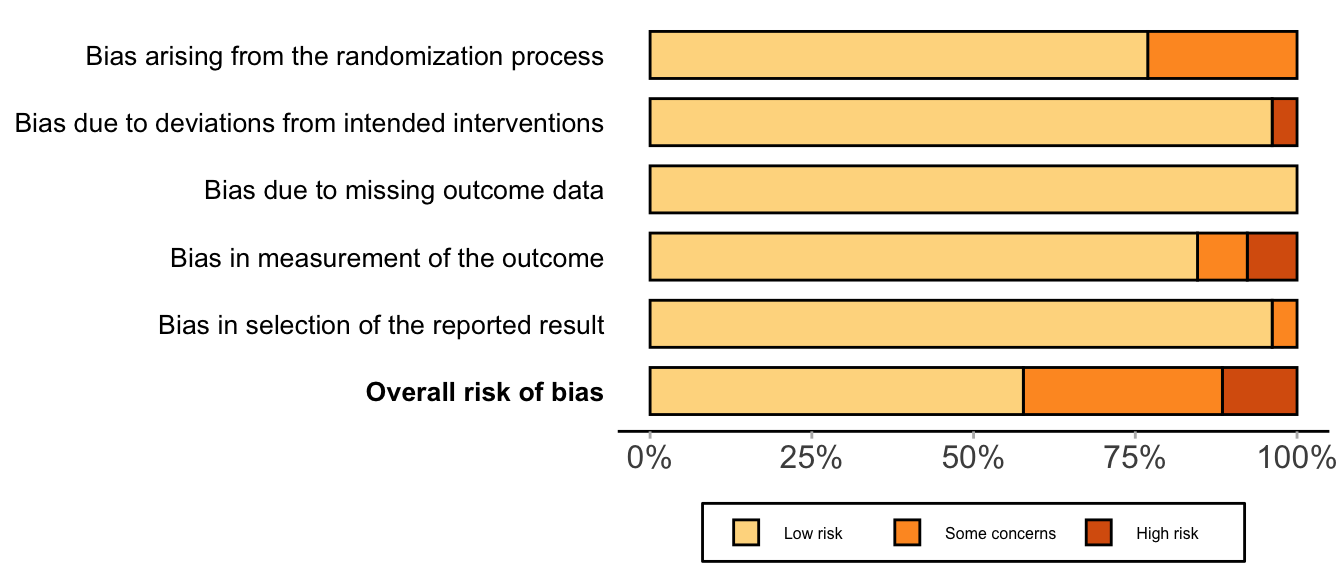 Bias arising from the randomization process
Bias due to deviations from intended interventions
Bias due to missing outcome data
Bias in measurement of the outcome
Bias in selection of the reported result
Overall risk of bias
0% 25% 50% 75% 100%
Low risk Some concerns High risk